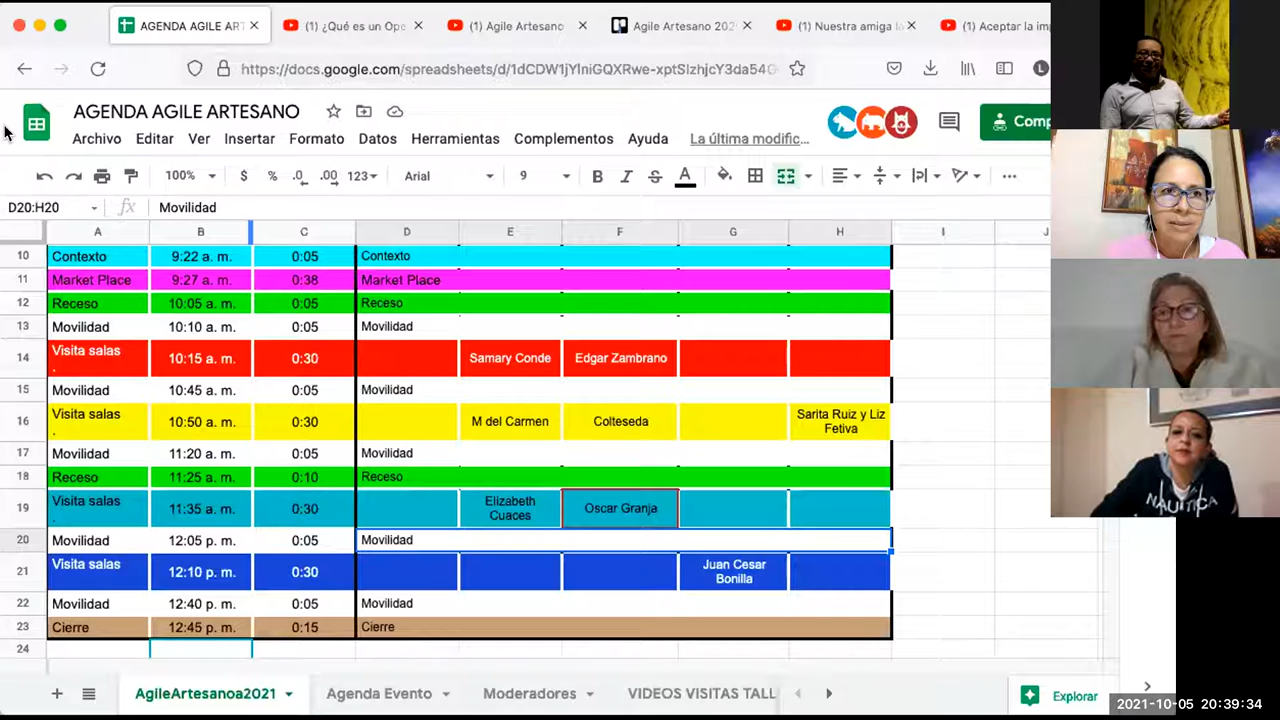 AGENDA AGILE ART
(1) ¿Qué es un Ope
(1) Agile Artesano
Agile Artesano 202
(1) Nuestra amiga l
(1) Aceptar la imp
https://docs.google.com/spreadsheets/d/1dCDW1jYlniGQXRwe-xptSlzhjcY3da54G
L
AGENDA AGILE ARTESANO
Comp
Archivo Editar Ver Insertar Formato Datos Herramientas Complementos Ayuda La última modific...
100% $ % .0 .00 123 Arial 9 B I S A
D20:H20 fx Movilidad
A B C D E F G H I J
10 Contexto 9:22 a. m. 0:05 Contexto
11 Market Place 9:27 a. m. 0:38 Market Place
12 Receso 10:05 a. m. 0:05 Receso
13 Movilidad 10:10 a. m. 0:05 Movilidad
14 Visita salas . 10:15 a. m. 0:30 Samary Conde Edgar Zambrano
15 Movilidad 10:45 a. m. 0:05 Movilidad
16 Visita salas . 10:50 a. m. 0:30 M del Carmen Colteseda Sarita Ruiz y Liz
Fetiva
17 Movilidad 11:20 a. m. 0:05 Movilidad
18 Receso 11:25 a. m. 0:10 Receso
19 Visita salas . 11:35 a. m. 0:30 Elizabeth
Cuaces Oscar Granja
20 Movilidad 12:05 p. m. 0:05 Movilidad
21 Visita salas 12:10 p. m. 0:30 Juan Cesar
Bonilla
22 Movilidad 12:40 p. m. 0:05 Movilidad
23 Cierre 12:45 p. m. 0:15 Cierre
24
NAUTICA
AgileArtesanoa2021 Agenda Evento Moderadores VIDEOS VISITAS TALL Explorar
2021-10-05 20:39:34